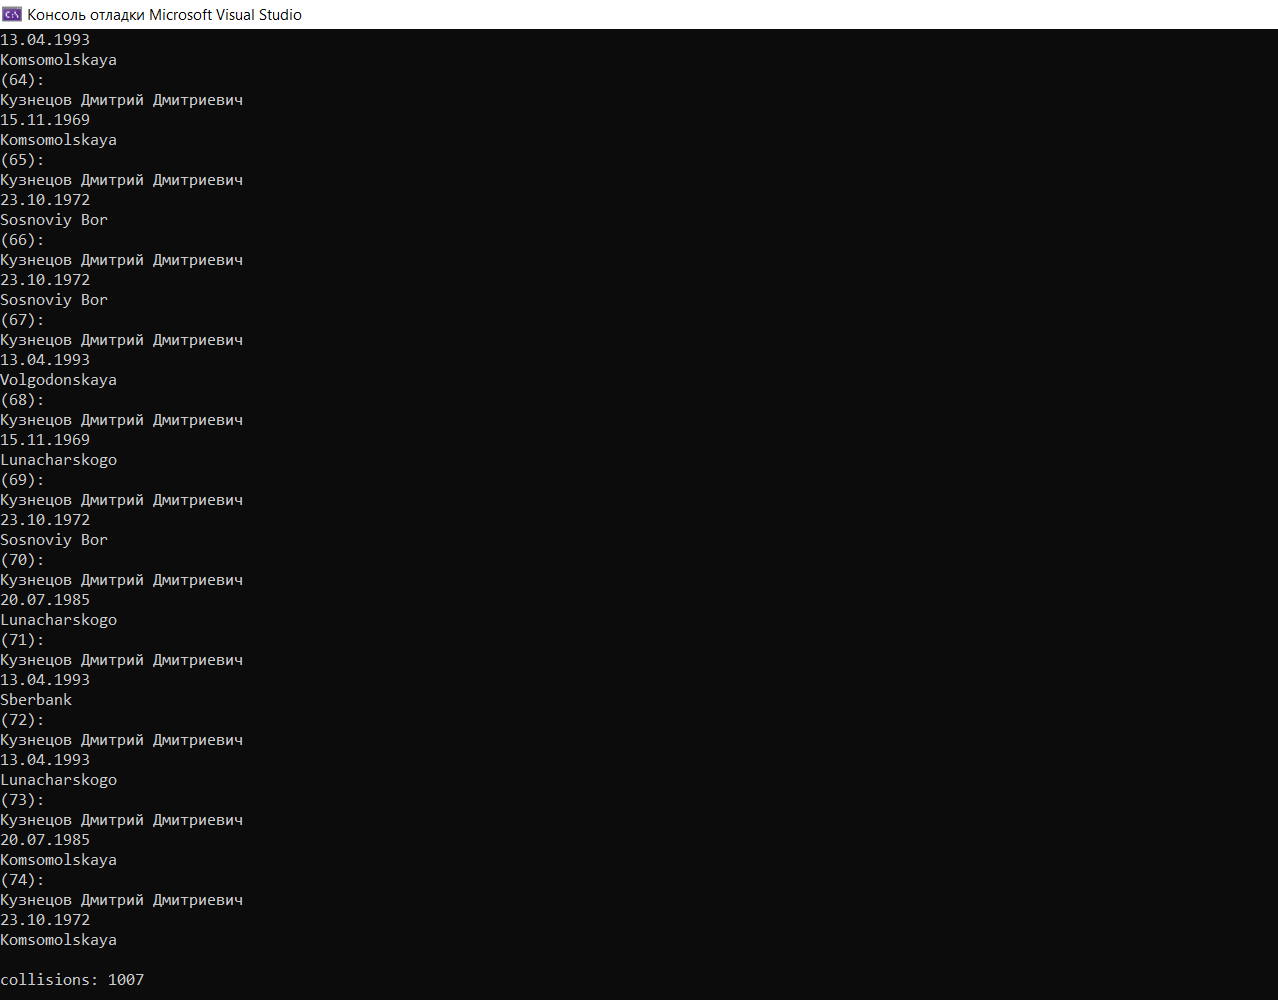 C:\
Консоль отладки Microsoft Visual Studio
13.04.1993
Komsomolskaya
(64):
Кузнецов Дмитрий Дмитриевич
15.11.1969
Komsomolskaya
(65):
Кузнецов Дмитрий Дмитриевич
23.10.1972
Sosnoviy Bor
(66):
Кузнецов Дмитрий Дмитриевич
23.10.1972
Sosnoviy Bor
(67):
Кузнецов Дмитрий Дмитриевич
13.04.1993
Volgodonskaya
(68):
Кузнецов Дмитрий Дмитриевич
15.11.1969
Lunacharskogo
(69):
Кузнецов Дмитрий Дмитриевич
23.10.1972
Sosnoviy Bor
(70):
Кузнецов Дмитрий Дмитриевич
20.07.1985
Lunacharskogo
(71):
Кузнецов Дмитрий Дмитриевич
13.04.1993
Sberbank
(72):
Кузнецов Дмитрий Дмитриевич
13.04.1993
Lunacharskogo
(73):
Кузнецов Дмитрий Дмитриевич
20.07.1985
Komsomolskaya
(74):
Кузнецов Дмитрий Дмитриевич
23.10.1972
Komsomolskaya
collisions: 1007